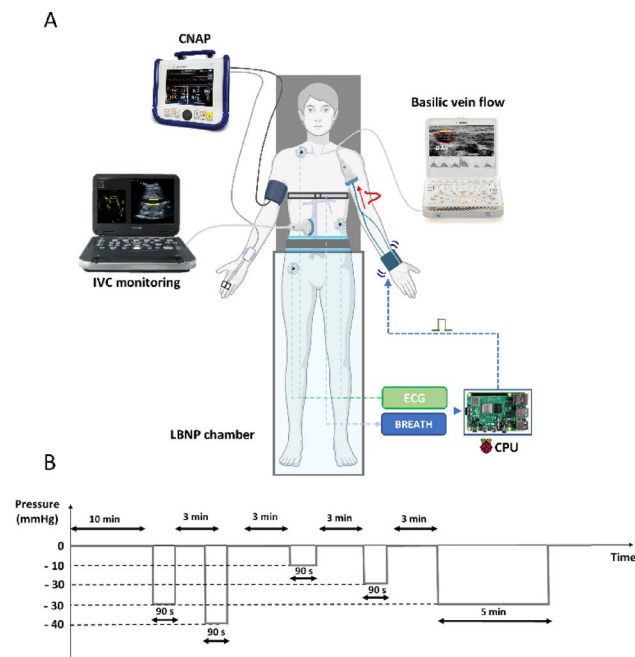 A
CNAP
Basilic vein flow
IVC monitoring
ECG
BREATH
CPU
LBNP chamber
B
Pressure
(mmHg)
10 min
3 min
3 min
3 min
3 min
0
Time
- 10
90 s
- 30
90 s
- 30
90 s
5 min
- 40
90 s